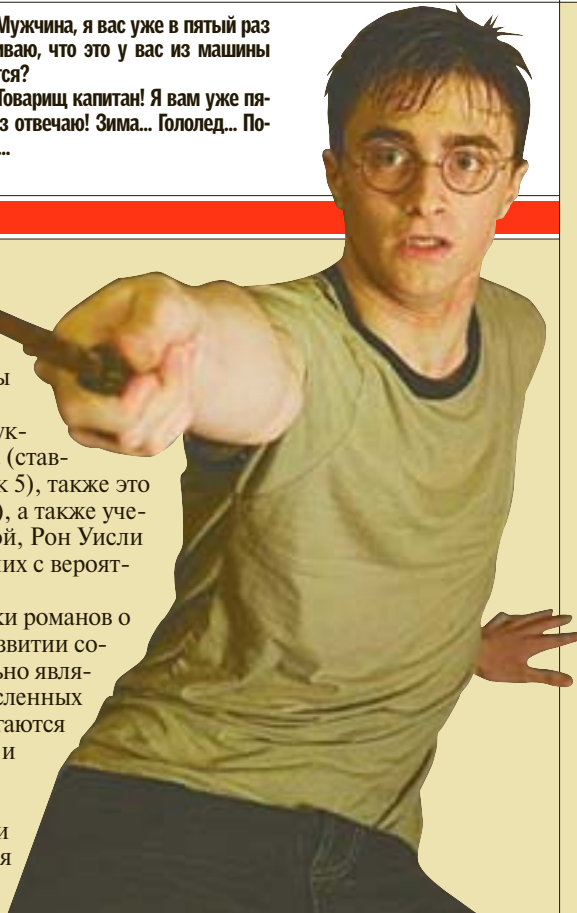 Мужчина, я вас уже в пятый раз
иваю, что это у вас из машины
тся?
Товарищ капитан! Я вам уже пя-
з отвечаю! Зима... Гололед... По-
...
ы
ук-
(став-
к 5), также это
), а также уче-
ой, Рон Уисли
них с вероят-
ки романов о
звитии со-
ьно явля-
сленных
таются
и
и
я